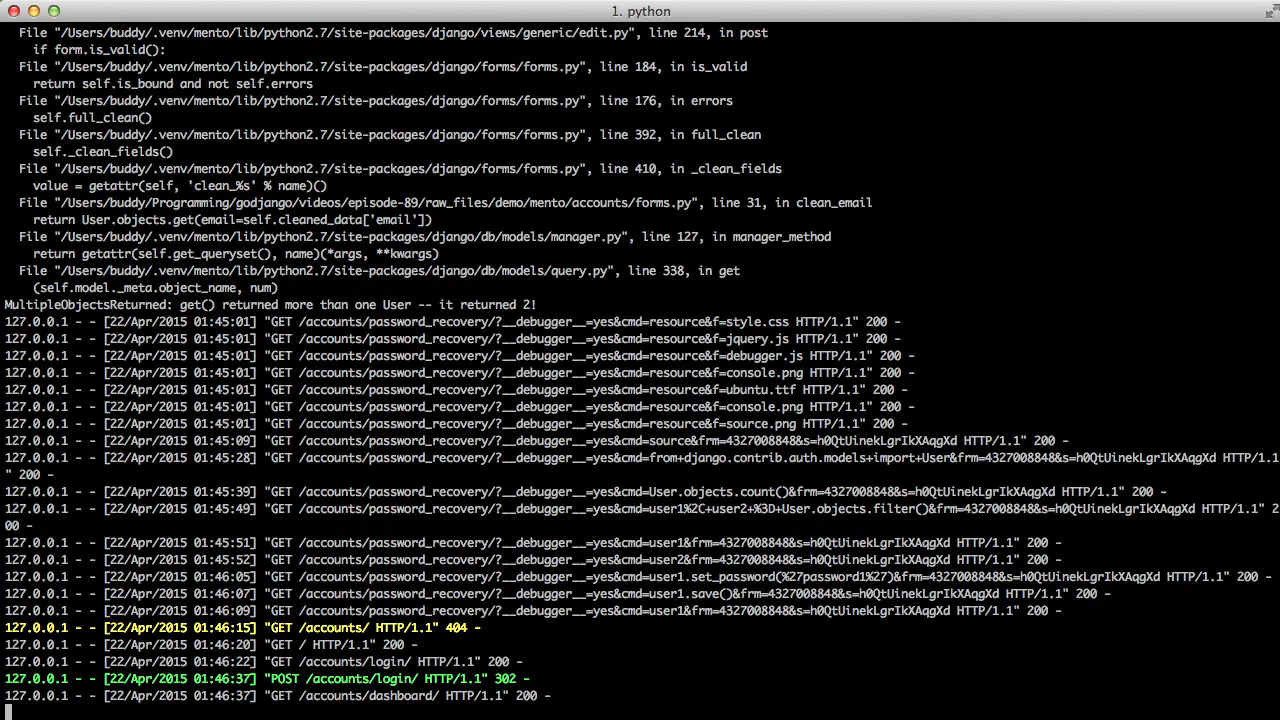 1. python
File "/Users/buddy/.venv/mento/lib/python2.7/site-packages/django/views/generic/edit.py", line 214, in post
if form.is_valid():
File "/Users/buddy/.venv/mento/lib/python2.7/site-packages/django/forms/forms.py", line 184, in is_valid
return self.is_bound and not self.errors
File "/Users/buddy/.venv/mento/lib/python2.7/site-packages/django/forms/forms.py", line 176, in errors
self.full_clean()
File "/Users/buddy/.venv/mento/lib/python2.7/site-packages/django/forms/forms.py", line 392, in full_clean
self._clean_fields()
File "/Users/buddy/.venv/mento/lib/python2.7/site-packages/django/forms/forms.py", line 410, in _clean_fields
value = getattr(self, 'clean_%s' % name)()
File "/Users/buddy/Programming/godjango/videos/episode-89/raw_files/demo/mento/accounts/forms.py", line 31, in clean_email
return User.objects.get(email=self.cleaned_data['email'])
File "/Users/buddy/.venv/mento/lib/python2.7/site-packages/django/db/models/manager.py", line 127, in manager_method
return getattr(self.get_queryset(), name)(*args, **kwargs)
File "/Users/buddy/.venv/mento/lib/python2.7/site-packages/django/db/models/query.py", line 338, in get
(self.model._meta.object_name, num)
MultipleObjectsReturned: get() returned more than one User -- it returned 2!
127.0.0.1 - - [22/Apr/2015 01:45:01] "GET /accounts/password_recovery/?__debugger__=yes&cmd=resource&f=style.css HTTP/1.1" 200 -
127.0.0.1 - - [22/Apr/2015 01:45:01] "GET /accounts/password_recovery/?__debugger__=yes&cmd=resource&f=jquery.js HTTP/1.1" 200 -
127.0.0.1 - - [22/Apr/2015 01:45:01] "GET /accounts/password_recovery/?__debugger__=yes&cmd=resource&f=debugger.js HTTP/1.1" 200 -
127.0.0.1 - - [22/Apr/2015 01:45:01] "GET /accounts/password_recovery/?__debugger__=yes&cmd=resource&f=console.png HTTP/1.1" 200 -
127.0.0.1 - - [22/Apr/2015 01:45:01] "GET /accounts/password_recovery/?__debugger__=yes&cmd=resource&f=ubuntu.ttf HTTP/1.1" 200 -
127.0.0.1 - - [22/Apr/2015 01:45:01] "GET /accounts/password_recovery/?__debugger__=yes&cmd=resource&f=console.png HTTP/1.1" 200 -
127.0.0.1 - - [22/Apr/2015 01:45:01] "GET /accounts/password_recovery/?__debugger__=yes&cmd=resource&f=source.png HTTP/1.1" 200 -
127.0.0.1 - - [22/Apr/2015 01:45:09] "GET /accounts/password_recovery/?__debugger__=yes&cmd=source&frm=4327008848&s=h0QtUinekLgrIkXAqgXd HTTP/1.1" 200 -
127.0.0.1 - - [22/Apr/2015 01:45:28] "GET /accounts/password_recovery/?__debugger__=yes&cmd=from+django.contrib.auth.models+import+User&frm=4327008848&s=h0QtUinekLgrIkXAqgXd HTTP/1.1
" 200 -
127.0.0.1 - - [22/Apr/2015 01:45:39] "GET /accounts/password_recovery/?__debugger__=yes&cmd=User.objects.count()&frm=4327008848&s=h0QtUinekLgrIkXAqgXd HTTP/1.1" 200 -
127.0.0.1 - - [22/Apr/2015 01:45:49] "GET /accounts/password_recovery/?__debugger__=yes&cmd=user1%2C+user2+%3D+User.objects.filter()&frm=4327008848&s=h0QtUinekLgrIkXAqgXd HTTP/1.1" 2
00 -
127.0.0.1 - - [22/Apr/2015 01:45:51] "GET /accounts/password_recovery/?__debugger__=yes&cmd=user1&frm=4327008848&s=h0QtUinekLgrIkXAqgXd HTTP/1.1" 200 -
127.0.0.1 - - [22/Apr/2015 01:45:52] "GET /accounts/password_recovery/?__debugger__=yes&cmd=user2&frm=4327008848&s=h0QtUinekLgrIkXAqgXd HTTP/1.1" 200 -
127.0.0.1 - - [22/Apr/2015 01:46:05] "GET /accounts/password_recovery/?__debugger__=yes&cmd=user1.set_password(%27password1%27)&frm=4327008848&s=h0QtUinekLgrIkXAqgXd HTTP/1.1" 200 -
127.0.0.1 - - [22/Apr/2015 01:46:07] "GET /accounts/password_recovery/?__debugger__=yes&cmd=user1.save()&frm=4327008848&s=h0QtUinekLgrIkXAqgXd HTTP/1.1" 200 -
127.0.0.1 - - [22/Apr/2015 01:46:09] "GET /accounts/password_recovery/?__debugger__=yes&cmd=user1&frm=4327008848&s=h0QtUinekLgrIkXAqgXd HTTP/1.1" 200 -
127.0.0.1 - - [22/Apr/2015 01:46:15] "GET /accounts/ HTTP/1.1" 404 -
127.0.0.1 - - [22/Apr/2015 01:46:20] "GET / HTTP/1.1" 200 -
127.0.0.1 - - [22/Apr/2015 01:46:22] "GET /accounts/login/ HTTP/1.1" 200 -
127.0.0.1 - - [22/Apr/2015 01:46:37] "POST /accounts/login/ HTTP/1.1" 302 -
127.0.0.1 - - [22/Apr/2015 01:46:37] "GET /accounts/dashboard/ HTTP/1.1" 200 -